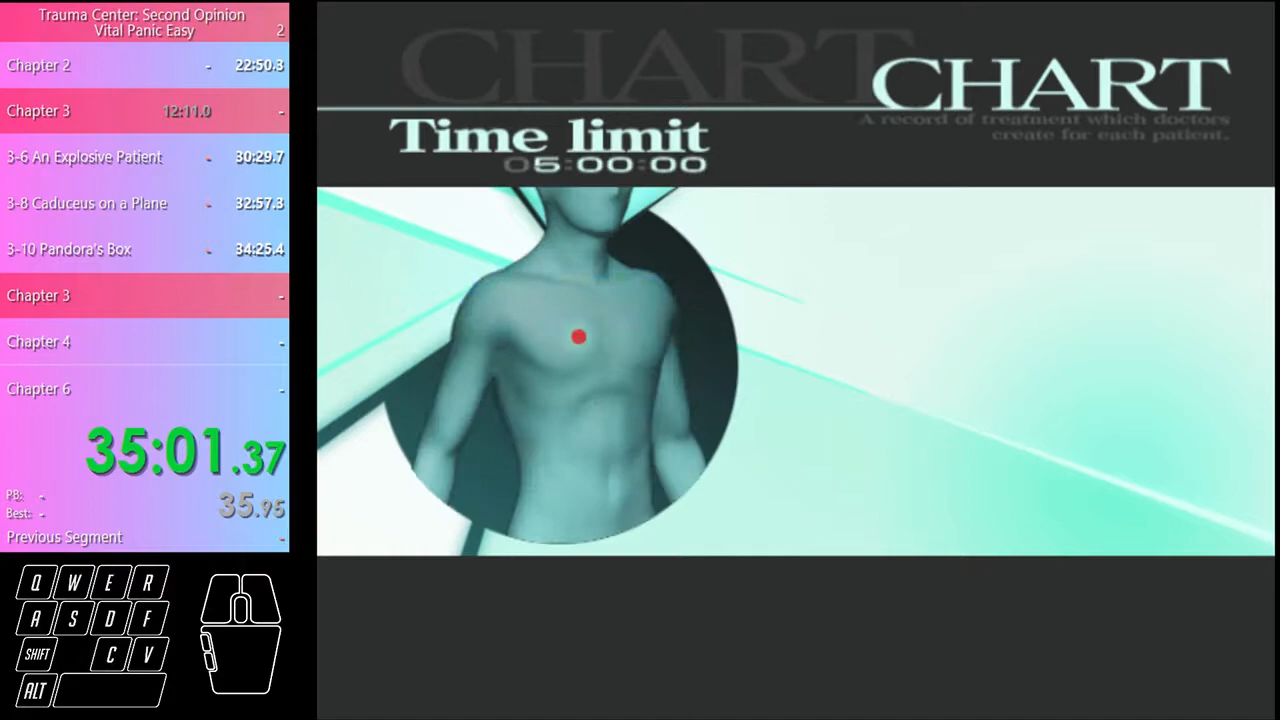 Trauma Center: Second Opinion
Vital Panic Easy 2
Chapter 2 - 22:50.3
Chapter 3 12:11.0 -
3-6 An Explosive Patient - 30:29.7
3-8 Caduceus on a Plane - 32:57.3
3-10 Pandora's Box - 34:25.4
Chapter 3 -
Chapter 4 -
Chapter 6 -
35:01.37
PB: - 35.95
Best: -
Previous Segment -
Q W E R
A S D F
SHIFT C V
ALT
CHART
CHART
A record of treatment which doctors
create for each patient.
Time limit
05:00:00